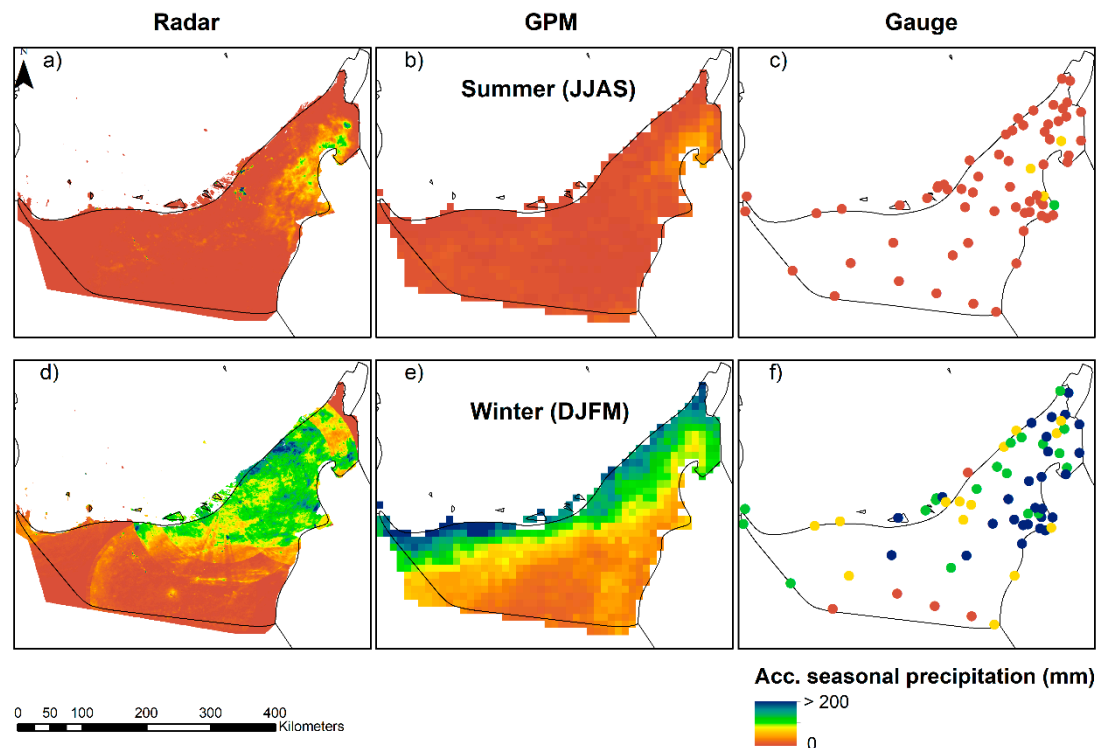 Radar GPM Gauge
N
a) b) c)
Summer (JJAS)
d) e) f)
Winter (DJFM)
Acc. seasonal precipitation (mm)
> 200
0
0 50 100 200 300 400
Kilometers